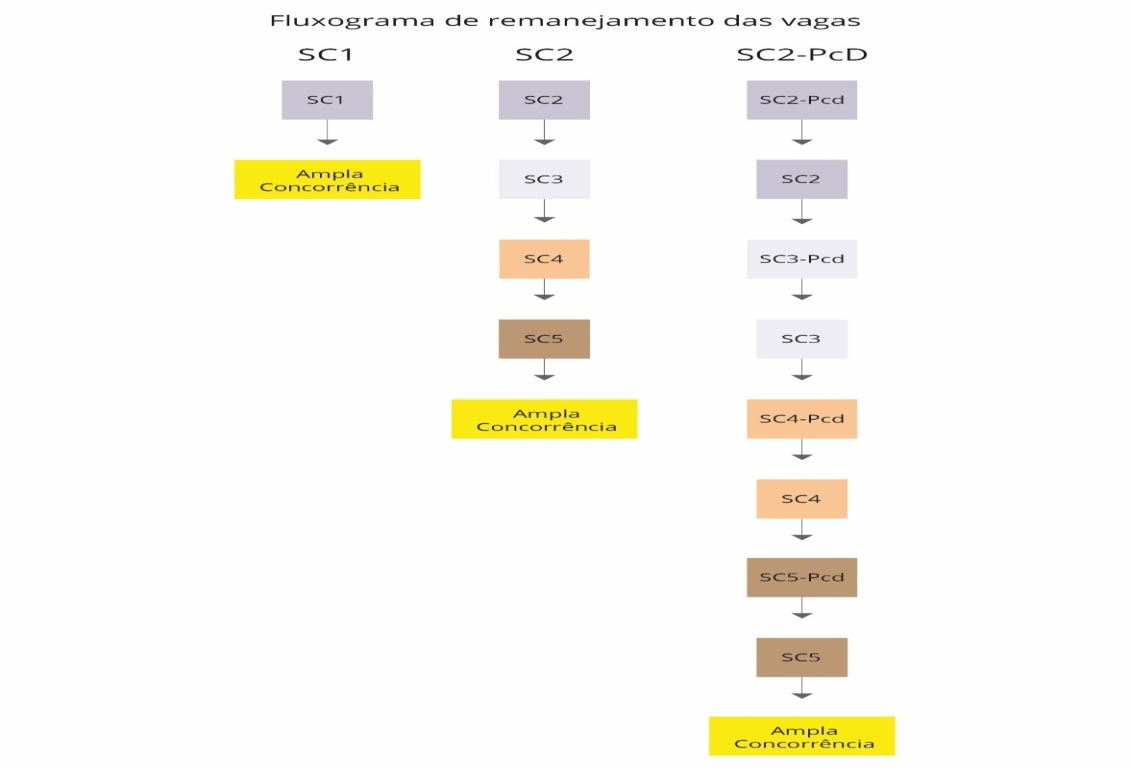 Fluxograma de remanejamento das vagas
SC1
SC1
Ampla
Concorrência
SC2
SC2
SC3
SC4
SC5
Ampla
Concorrência
SC2-PcD
SC2-Pcd
SC2
SC3-Pcd
SC3
SC4-Pcd
SC4
SC5-Pcd
SC5
Ampla
Concorrência